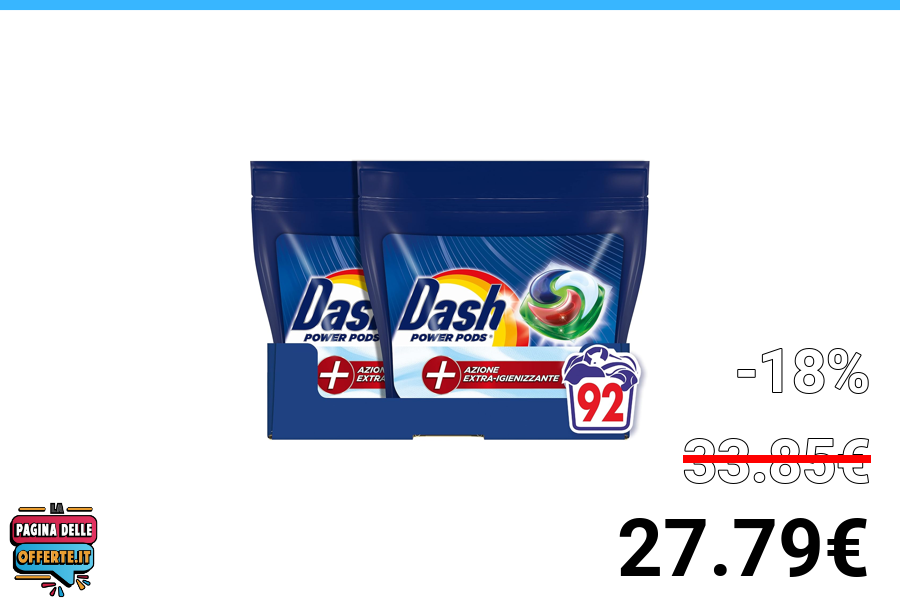 Dash
POWER PODS
AZION
EXTRA
Dash
POWER PODS
AZIONE
EXTRA-IGIENIZZANTE
92
-18%
33.85€
27.79€
LA
PAGINA DELLE
OFFERTE.IT